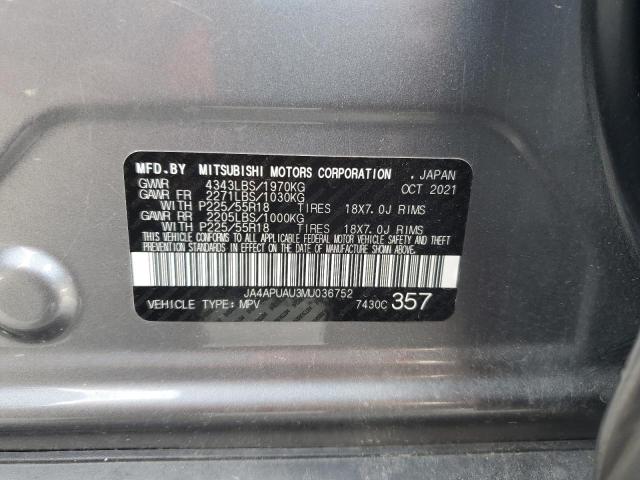 MFD.BY MITSUBISHI MOTORS CORPORATION . JAPAN
GVWR 4343LBS/1970KG OCT 2021
GAWR FR 2271LBS/1030KG
WITH P225/55R18 TIRES 18X7.0J RIMS
GAWR RR 2205LBS/1000KG
WITH P225/55R18 TIRES 18X7.0J RIMS
THIS VEHICLE CONFORMS TO ALL APPLICABLE FEDERAL MOTOR VEHICLE SAFETY AND THEFT
PREVENTION STANDARDS IN EFFECT ON THE DATE OF MANUFACTURE SHOWN ABOVE.
JA4APUAU3MU036752
VEHICLE TYPE: MPV 7430C 357